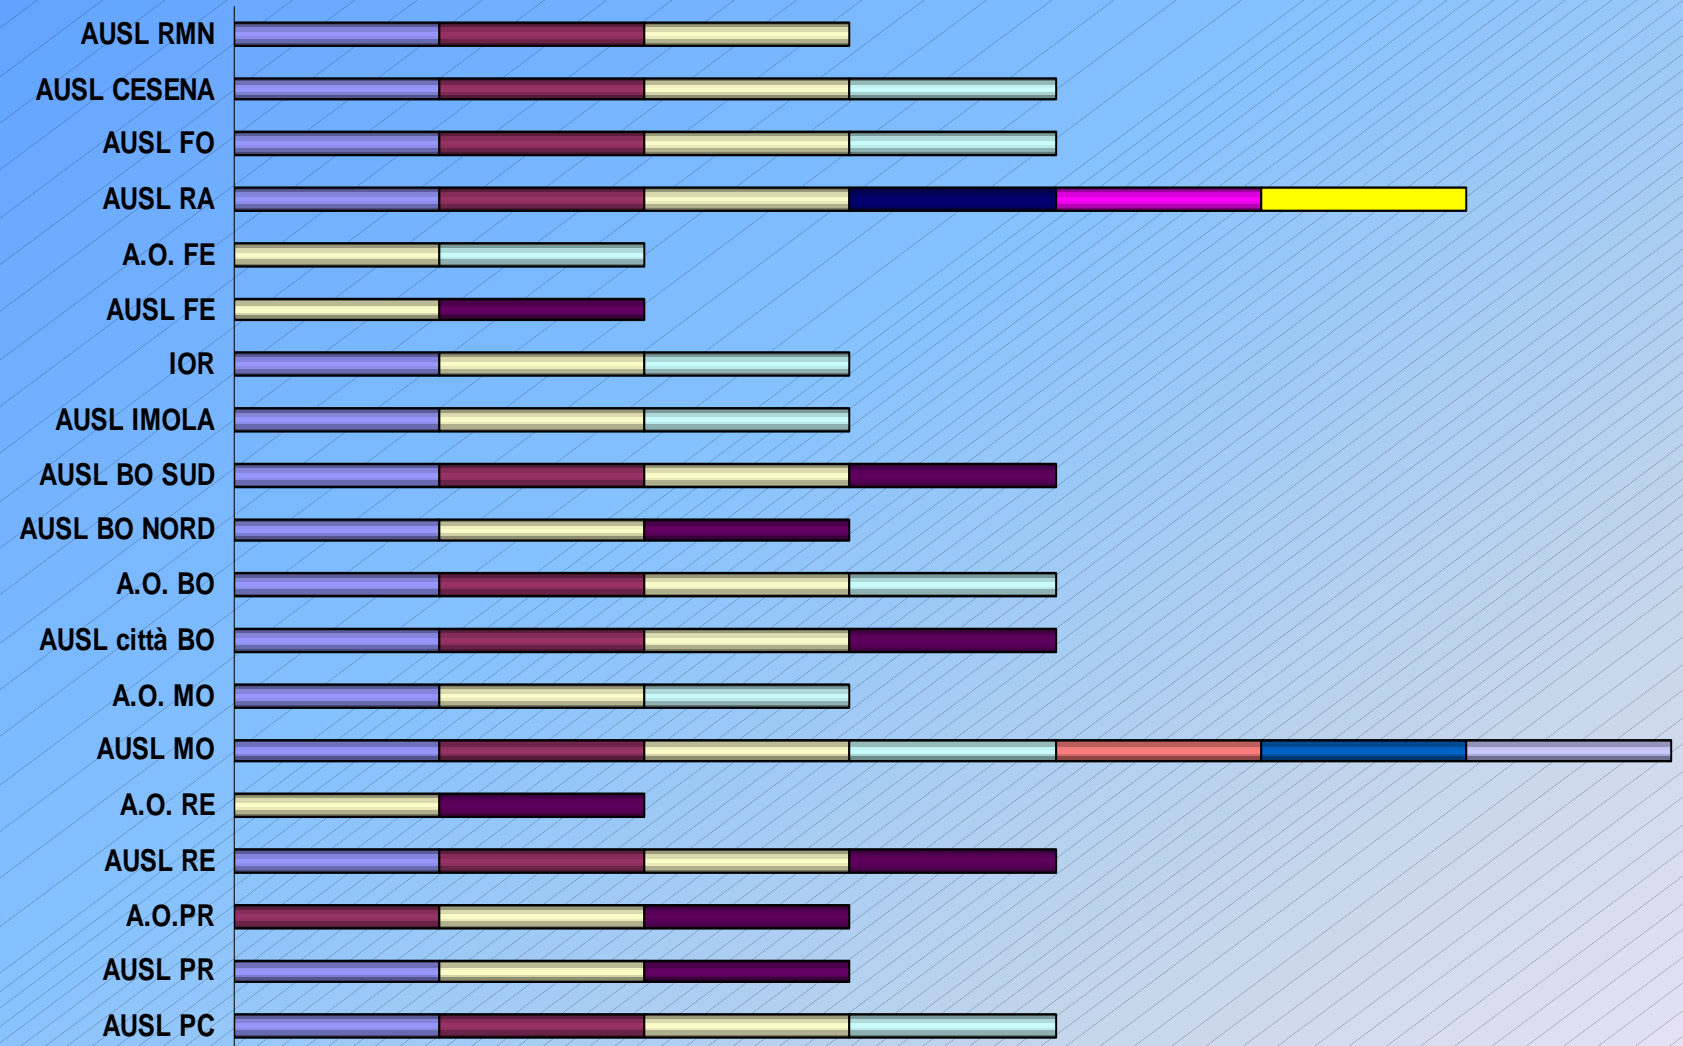 AUSL RMN
AUSL CESENA
AUSL FO
AUSL RA
A.O. FE
AUSL FE
IOR
AUSL IMOLA
AUSL BO SUD
AUSL BO NORD
A.O. BO
AUSL città BO
A.O. MO
AUSL MO
A.O. RE
AUSL RE
A.O.PR
AUSL PR
AUSL PC